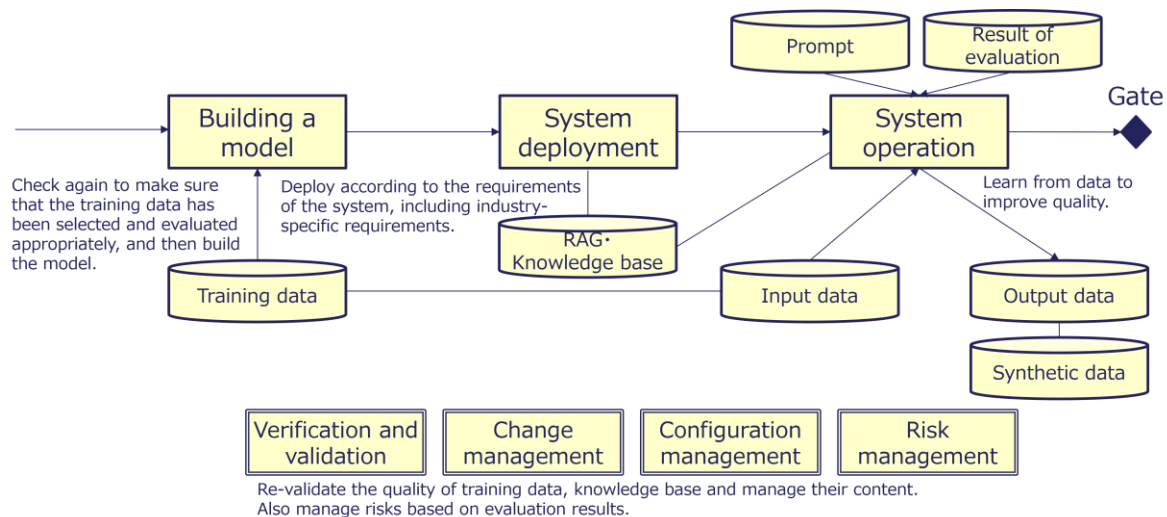 Prompt
Result of
evaluation
Gate
Building a
model
System
deployment
System
operation
Check again to make sure
that the training data has
been selected and evaluated
appropriately, and then build
the model.
Deploy according to the requirements
of the system, including industry-
specific requirements.
Learn from data to
improve quality.
RAG・
Knowledge base
Training data
Input data
Output data
Synthetic data
Verification and
validation
Change
management
Configuration
management
Risk
management
Re-validate the quality of training data, knowledge base and manage their content.
Also manage risks based on evaluation results.